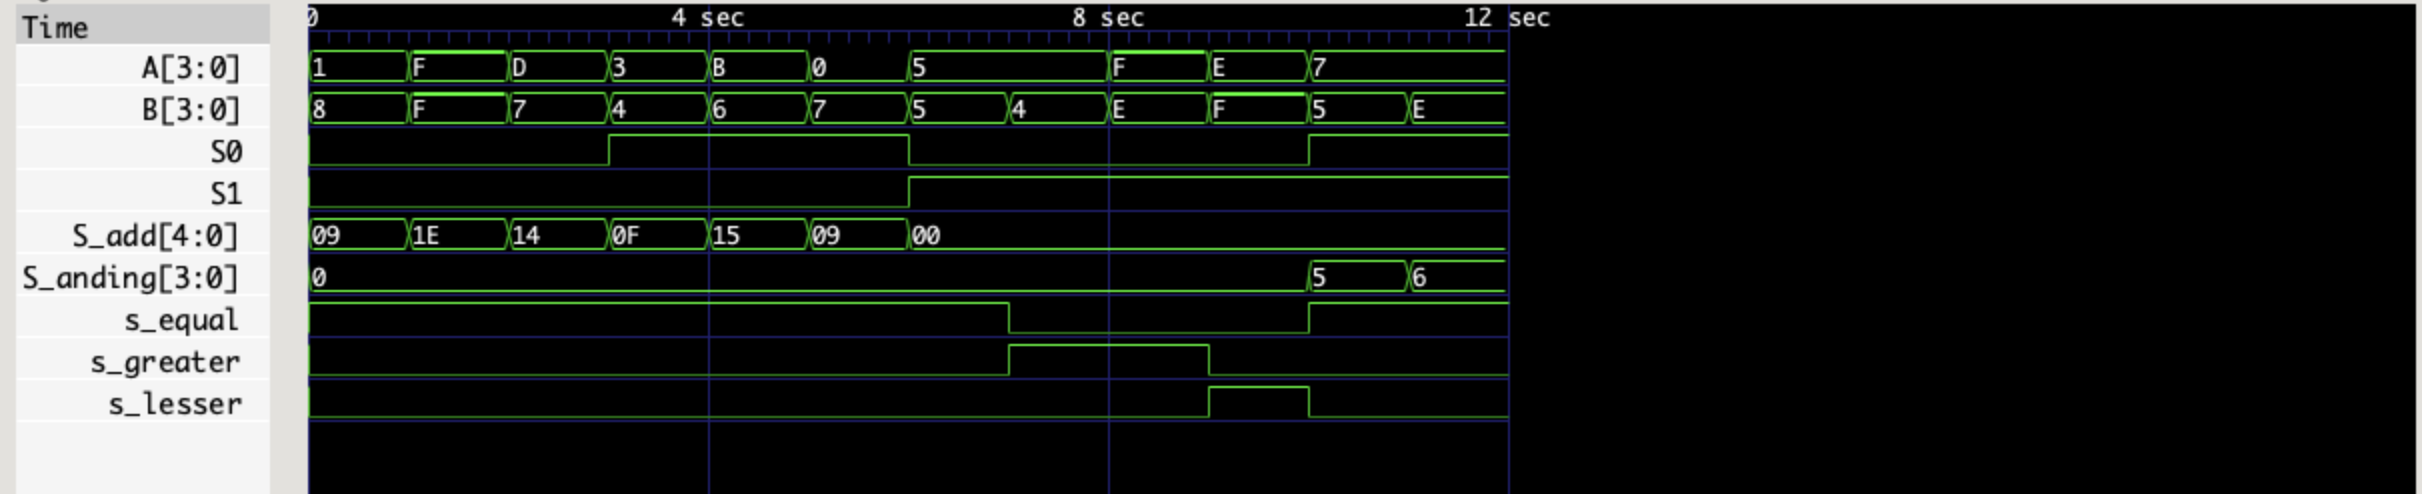 0 4 sec 8 sec 12 sec
Time
A[3:0] 1 F D 3 B 0 5 F E 7
B[3:0] 8 F 7 4 6 7 5 4 E F 5 E
S0
S1
S_add[4:0] 09 1E 14 0F 15 09 00
S_anding[3:0] 0 5 6
s_equal
s_greater
s_lesser